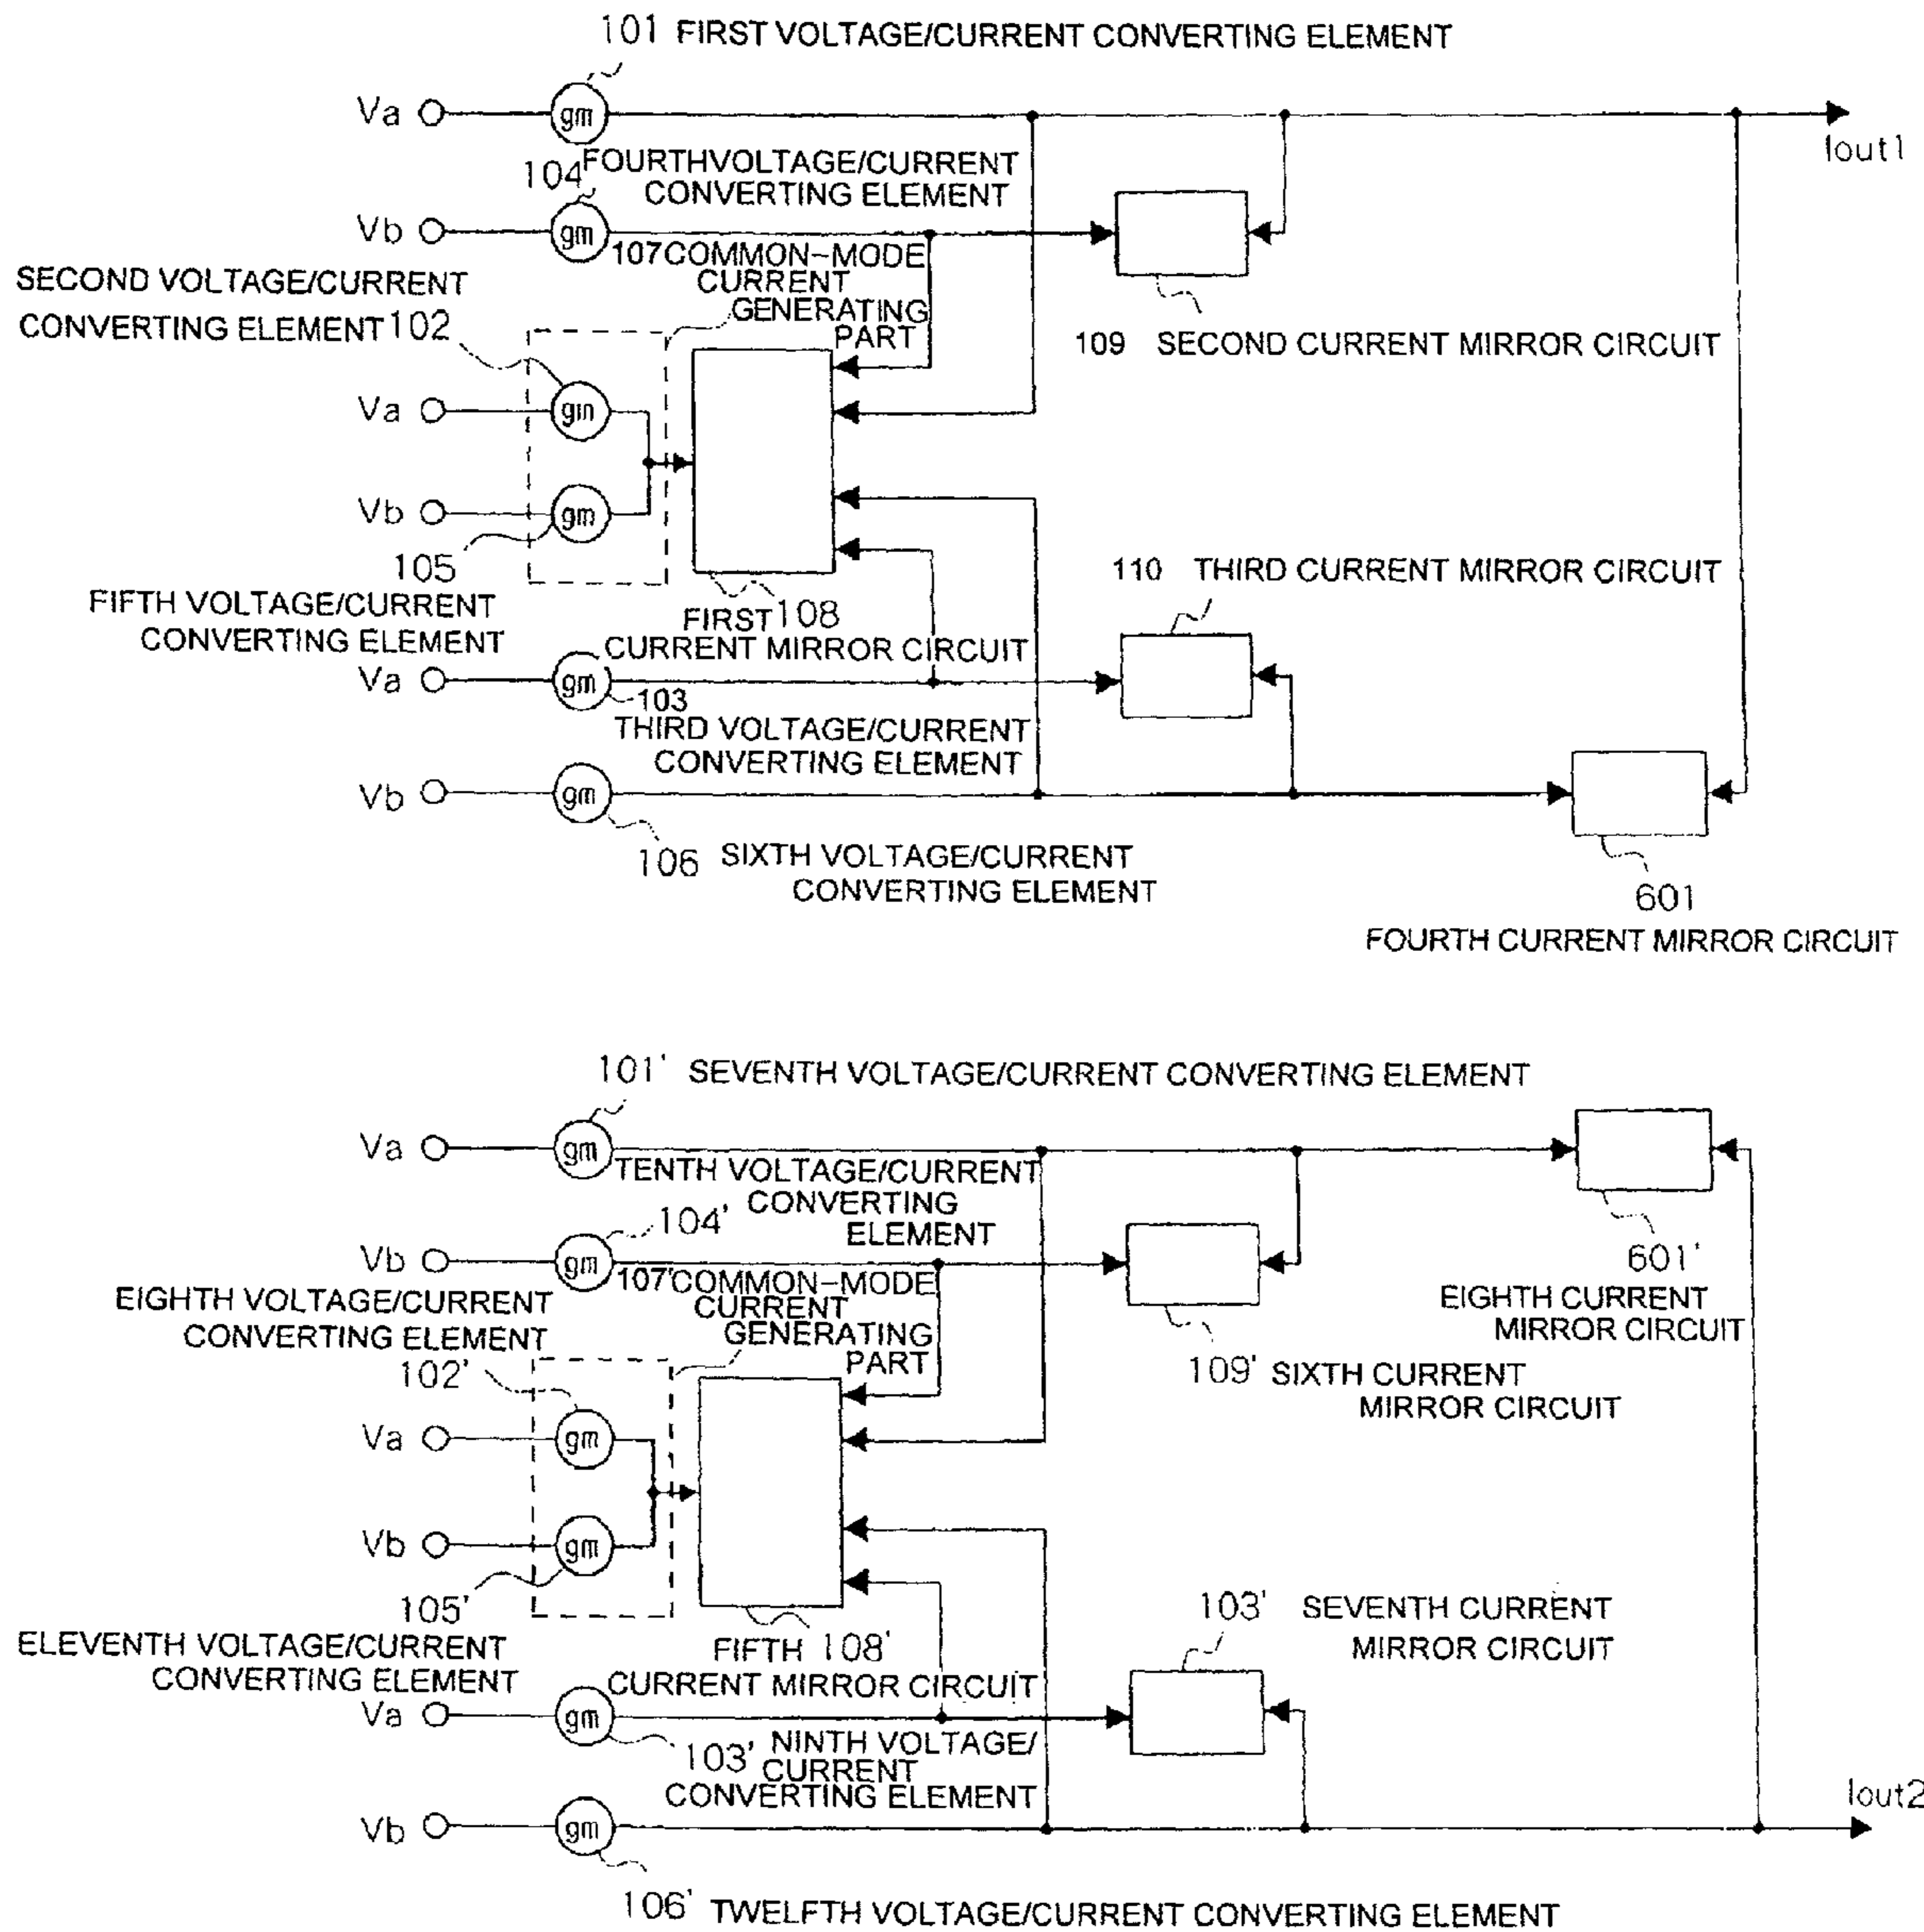 101 FIRST VOLTAGE/CURRENT CONVERTING ELEMENT
Va
gm
Iout1
104
FOURTHVOLTAGE/CURRENT
CONVERTING ELEMENT
Vb
gm
107 COMMON-MODE
CURRENT
GENERATING
PART
SECOND VOLTAGE/CURRENT
CONVERTING ELEMENT 102
109 SECOND CURRENT MIRROR CIRCUIT
Va
gm
Vb
gm
105
FIFTH VOLTAGE/CURRENT
CONVERTING ELEMENT
FIRST 108
CURRENT MIRROR CIRCUIT
110 THIRD CURRENT MIRROR CIRCUIT
Va
gm
103
THIRD VOLTAGE/CURRENT
CONVERTING ELEMENT
Vb
gm
106 SIXTH VOLTAGE/CURRENT
CONVERTING ELEMENT
601
FOURTH CURRENT MIRROR CIRCUIT
101' SEVENTH VOLTAGE/CURRENT CONVERTING ELEMENT
Va
gm
TENTH VOLTAGE/CURRENT
CONVERTING
ELEMENT
104'
Vb
gm
601'
EIGHTH CURRENT
MIRROR CIRCUIT
107' COMMON-MODE
CURRENT
GENERATING
PART
EIGHTH VOLTAGE/CURRENT
CONVERTING ELEMENT
102'
109' SIXTH CURRENT
MIRROR CIRCUIT
Va
gm
Vb
gm
105'
ELEVENTH VOLTAGE/CURRENT
CONVERTING ELEMENT
FIFTH 108'
CURRENT MIRROR CIRCUIT
103' SEVENTH CURRENT
MIRROR CIRCUIT
Va
gm
103' NINTH VOLTAGE/
CURRENT
CONVERTING ELEMENT
Vb
gm
Iout2
106' TWELFTH VOLTAGE/CURRENT CONVERTING ELEMENT